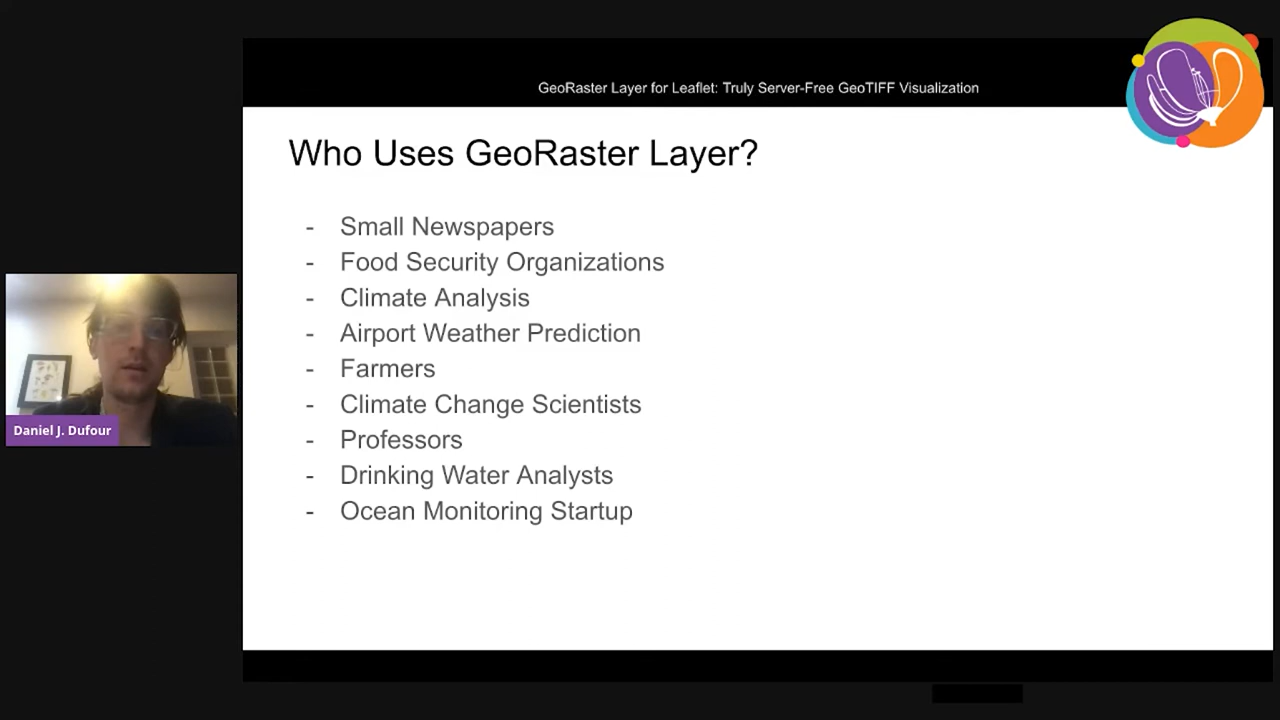 GeoRaster Layer for Leaflet: Truly Server-Free GeoTIFF Visualization
Who Uses GeoRaster Layer?
- Small Newspapers
- Food Security Organizations
- Climate Analysis
- Airport Weather Prediction
- Farmers
- Climate Change Scientists
- Professors
- Drinking Water Analysts
- Ocean Monitoring Startup
Daniel J. Dufour